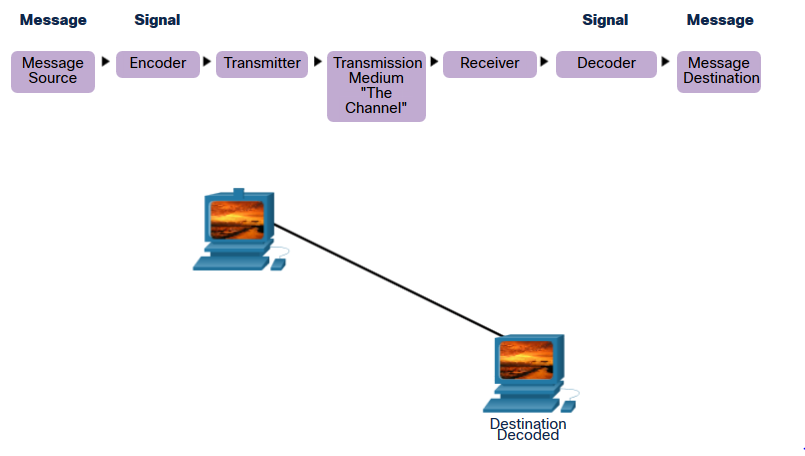 Message
Signal
Signal
Message
Message
Source
Encoder
Transmitter
Transmission
Medium
"The
Channel"
Receiver
Decoder
Message
Destination
Destination
Decoded